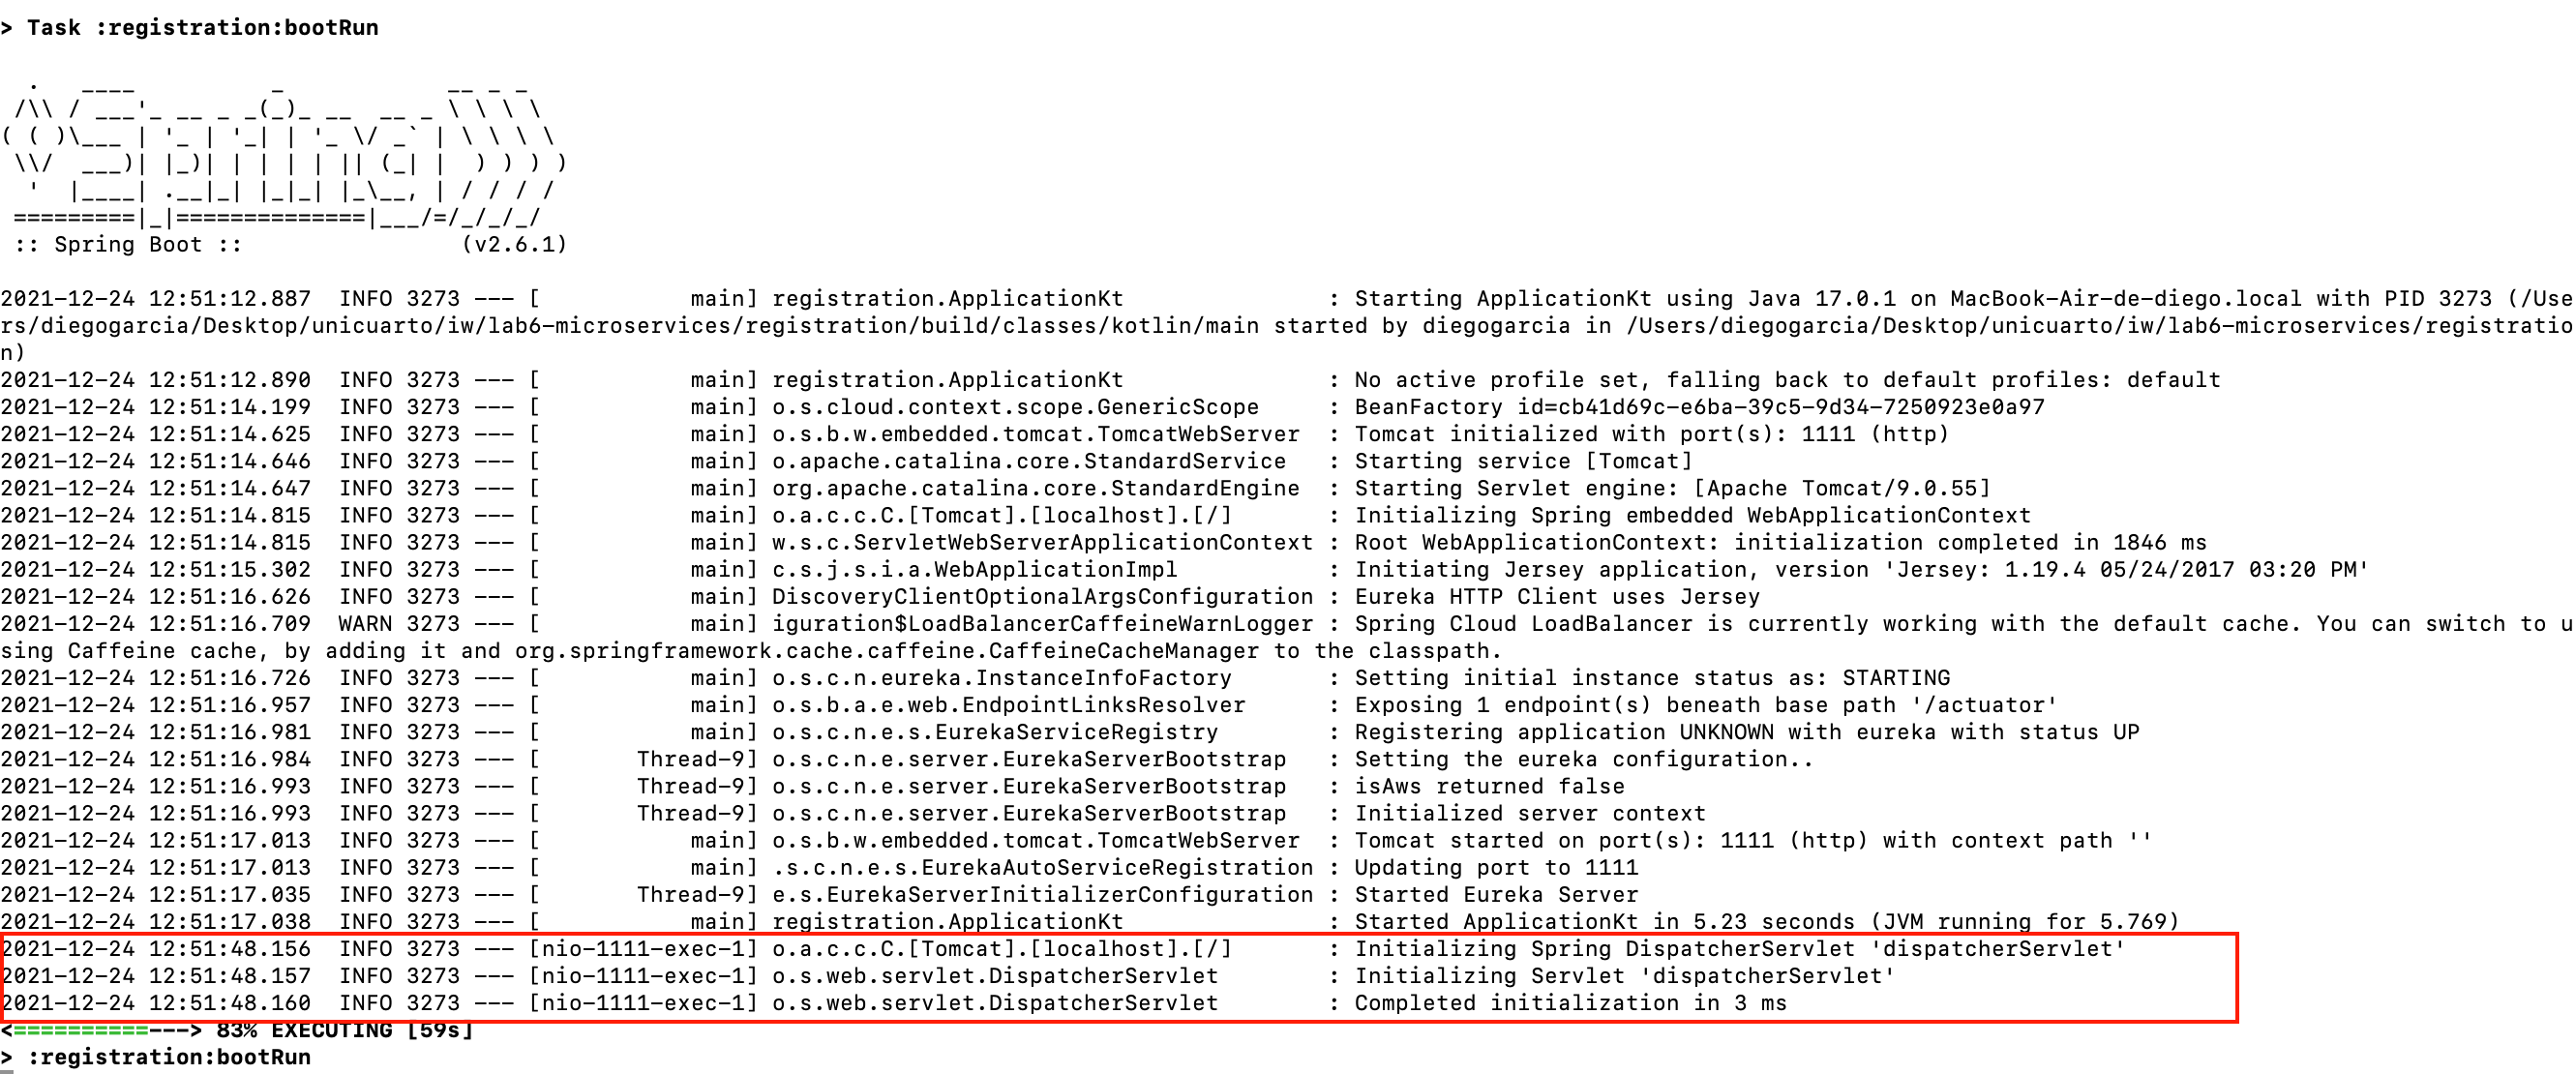 > Task :registration:bootRun
  .   ____          _            __ _ _
 /\\ / ___'_ __ _ _(_)_ __  __ _ \ \ \ \
( ( )\___ | '_ | '_| | '_ \/ _` | \ \ \ \
 \\/  ___)| |_)| | | | | || (_| |  ) ) ) )
  '  |____| .__|_| |_|_| |_\__, | / / / /
 =========|_|==============|___/=/_/_/_/
 :: Spring Boot ::                (v2.6.1)
2021-12-24 12:51:12.887  INFO 3273 --- [           main] registration.ApplicationKt               : Starting ApplicationKt using Java 17.0.1 on MacBook-Air-de-diego.local with PID 3273 (/Use
rs/diegogarcia/Desktop/unicuarto/iw/lab6-microservices/registration/build/classes/kotlin/main started by diegogarcia in /Users/diegogarcia/Desktop/unicuarto/iw/lab6-microservices/registratio
n)
2021-12-24 12:51:12.890  INFO 3273 --- [           main] registration.ApplicationKt               : No active profile set, falling back to default profiles: default
2021-12-24 12:51:14.199  INFO 3273 --- [           main] o.s.cloud.context.scope.GenericScope     : BeanFactory id=cb41d69c-e6ba-39c5-9d34-7250923e0a97
2021-12-24 12:51:14.625  INFO 3273 --- [           main] o.s.b.w.embedded.tomcat.TomcatWebServer  : Tomcat initialized with port(s): 1111 (http)
2021-12-24 12:51:14.646  INFO 3273 --- [           main] o.apache.catalina.core.StandardService   : Starting service [Tomcat]
2021-12-24 12:51:14.647  INFO 3273 --- [           main] org.apache.catalina.core.StandardEngine  : Starting Servlet engine: [Apache Tomcat/9.0.55]
2021-12-24 12:51:14.815  INFO 3273 --- [           main] o.a.c.c.C.[Tomcat].[localhost].[/]       : Initializing Spring embedded WebApplicationContext
2021-12-24 12:51:14.815  INFO 3273 --- [           main] w.s.c.ServletWebServerApplicationContext : Root WebApplicationContext: initialization completed in 1846 ms
2021-12-24 12:51:15.302  INFO 3273 --- [           main] c.s.j.s.i.a.WebApplicationImpl           : Initiating Jersey application, version 'Jersey: 1.19.4 05/24/2017 03:20 PM'
2021-12-24 12:51:16.626  INFO 3273 --- [           main] DiscoveryClientOptionalArgsConfiguration : Eureka HTTP Client uses Jersey
2021-12-24 12:51:16.709  WARN 3273 --- [           main] iguration$LoadBalancerCaffeineWarnLogger : Spring Cloud LoadBalancer is currently working with the default cache. You can switch to u
sing Caffeine cache, by adding it and org.springframework.cache.caffeine.CaffeineCacheManager to the classpath.
2021-12-24 12:51:16.726  INFO 3273 --- [           main] o.s.c.n.eureka.InstanceInfoFactory       : Setting initial instance status as: STARTING
2021-12-24 12:51:16.957  INFO 3273 --- [           main] o.s.b.a.e.web.EndpointLinksResolver      : Exposing 1 endpoint(s) beneath base path '/actuator'
2021-12-24 12:51:16.981  INFO 3273 --- [           main] o.s.c.n.e.s.EurekaServiceRegistry        : Registering application UNKNOWN with eureka with status UP
2021-12-24 12:51:16.984  INFO 3273 --- [       Thread-9] o.s.c.n.e.server.EurekaServerBootstrap   : Setting the eureka configuration..
2021-12-24 12:51:16.993  INFO 3273 --- [       Thread-9] o.s.c.n.e.server.EurekaServerBootstrap   : isAws returned false
2021-12-24 12:51:16.993  INFO 3273 --- [       Thread-9] o.s.c.n.e.server.EurekaServerBootstrap   : Initialized server context
2021-12-24 12:51:17.013  INFO 3273 --- [           main] o.s.b.w.embedded.tomcat.TomcatWebServer  : Tomcat started on port(s): 1111 (http) with context path ''
2021-12-24 12:51:17.013  INFO 3273 --- [           main] .s.c.n.e.s.EurekaAutoServiceRegistration : Updating port to 1111
2021-12-24 12:51:17.035  INFO 3273 --- [       Thread-9] e.s.EurekaServerInitializerConfiguration : Started Eureka Server
2021-12-24 12:51:17.038  INFO 3273 --- [           main] registration.ApplicationKt               : Started ApplicationKt in 5.23 seconds (JVM running for 5.769)
2021-12-24 12:51:48.156  INFO 3273 --- [nio-1111-exec-1] o.a.c.c.C.[Tomcat].[localhost].[/]       : Initializing Spring DispatcherServlet 'dispatcherServlet'
2021-12-24 12:51:48.157  INFO 3273 --- [nio-1111-exec-1] o.s.web.servlet.DispatcherServlet        : Initializing Servlet 'dispatcherServlet'
2021-12-24 12:51:48.160  INFO 3273 --- [nio-1111-exec-1] o.s.web.servlet.DispatcherServlet        : Completed initialization in 3 ms
<==========---> 83% EXECUTING [59s]
> :registration:bootRun